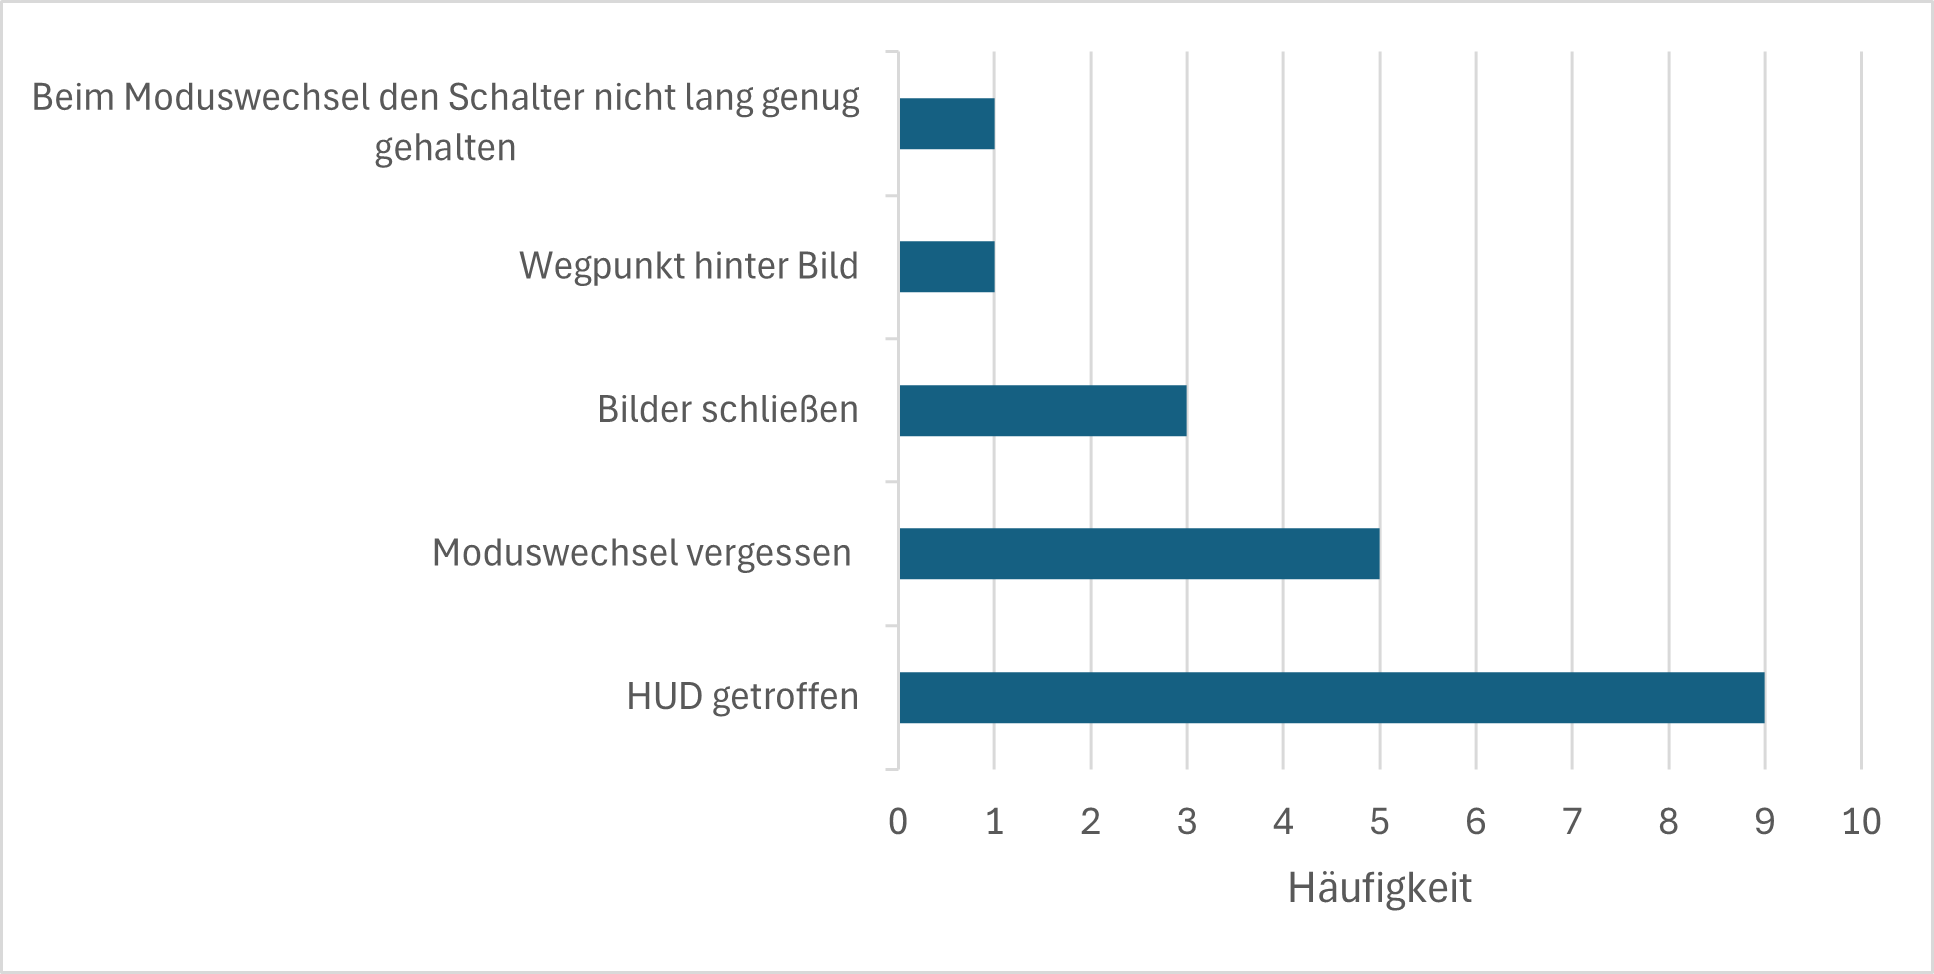 Beim Moduswechsel den Schalter nicht lang genug
gehalten
Wegpunkt hinter Bild
Bilder schließen
Moduswechsel vergessen
HUD getroffen
0 1 2 3 4 5 6 7 8 9 10
Häufigkeit